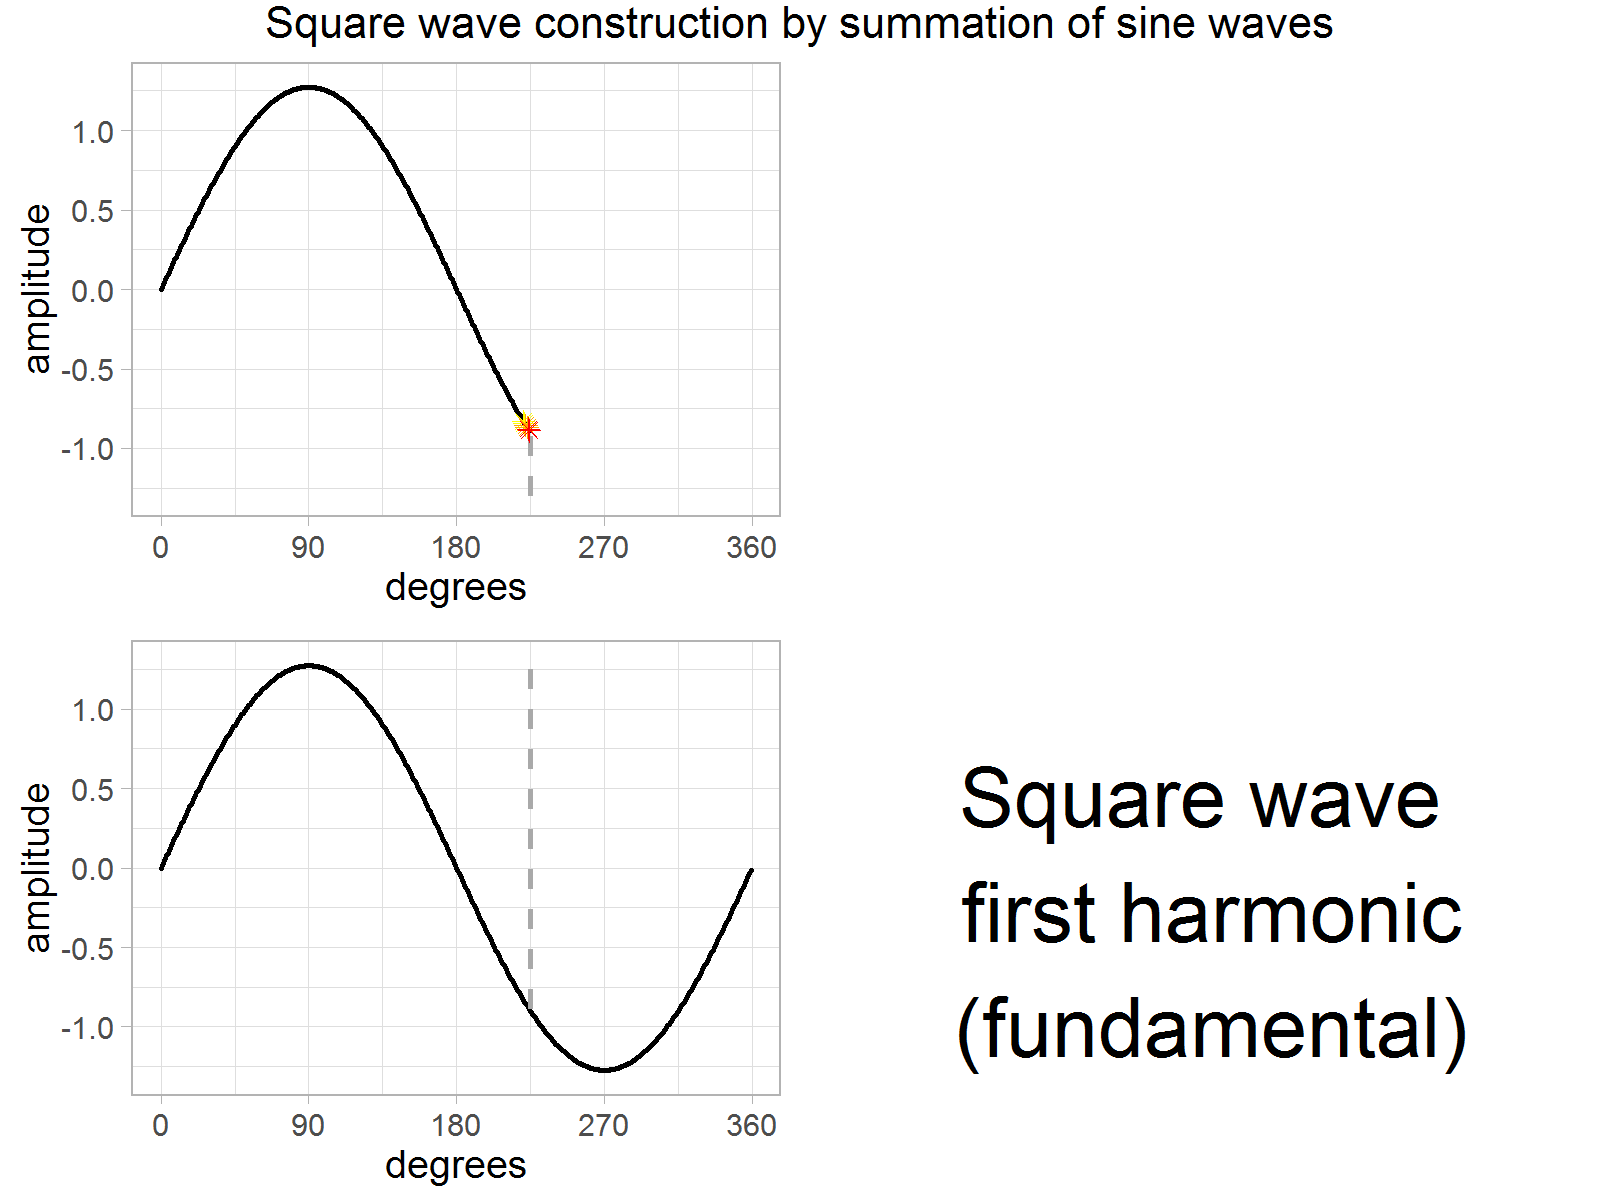 Square wave construction by summation of sine waves
amplitude
1.0
0.5
0.0
-0.5
-1.0
0 90 180 270 360
degrees
amplitude
1.0
0.5
0.0
-0.5
-1.0
0 90 180 270 360
degrees
Square wave
first harmonic
(fundamental)